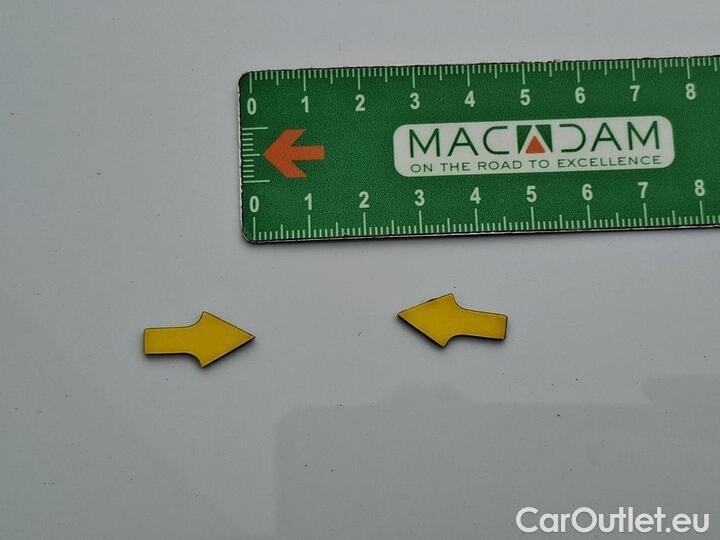 0 1 2 3 4 5 6 7 8
MACADAM
ON THE ROAD TO EXCELLENCE
0 1 2 3 4 5 6 7 8
CarOutlet.eu